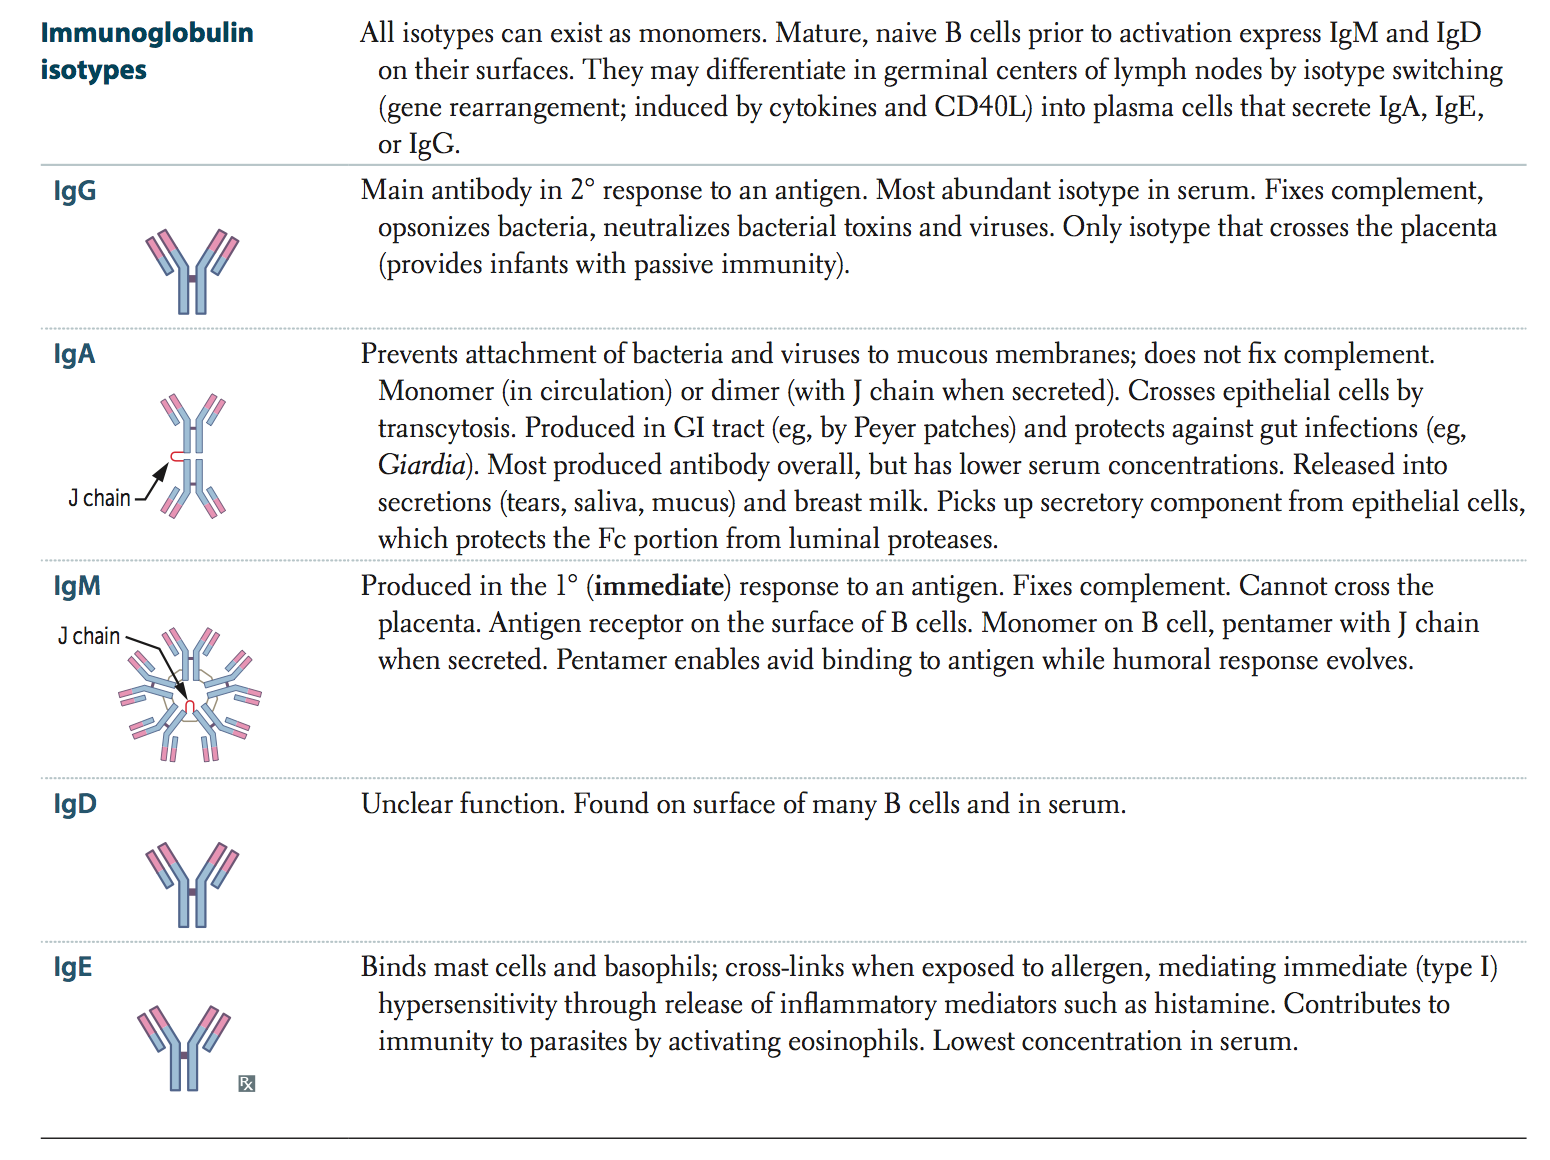 Immunoglobulin
isotypes
All isotypes can exist as monomers. Mature, naive B cells prior to activation express IgM and IgD
on their surfaces. They may differentiate in germinal centers of lymph nodes by isotype switching
(gene rearrangement; induced by cytokines and CD40L) into plasma cells that secrete IgA, IgE,
or IgG.
IgG
Main antibody in 2° response to an antigen. Most abundant isotype in serum. Fixes complement,
opsonizes bacteria, neutralizes bacterial toxins and viruses. Only isotype that crosses the placenta
(provides infants with passive immunity).
IgA
J chain
Prevents attachment of bacteria and viruses to mucous membranes; does not fix complement.
Monomer (in circulation) or dimer (with J chain when secreted). Crosses epithelial cells by
transcytosis. Produced in GI tract (eg, by Peyer patches) and protects against gut infections (eg,
Giardia). Most produced antibody overall, but has lower serum concentrations. Released into
secretions (tears, saliva, mucus) and breast milk. Picks up secretory component from epithelial cells,
which protects the Fc portion from luminal proteases.
IgM
J chain
Produced in the 1° (immediate) response to an antigen. Fixes complement. Cannot cross the
placenta. Antigen receptor on the surface of B cells. Monomer on B cell, pentamer with J chain
when secreted. Pentamer enables avid binding to antigen while humoral response evolves.
IgD
Unclear function. Found on surface of many B cells and in serum.
IgE
Rx
Binds mast cells and basophils; cross-links when exposed to allergen, mediating immediate (type I)
hypersensitivity through release of inflammatory mediators such as histamine. Contributes to
immunity to parasites by activating eosinophils. Lowest concentration in serum.